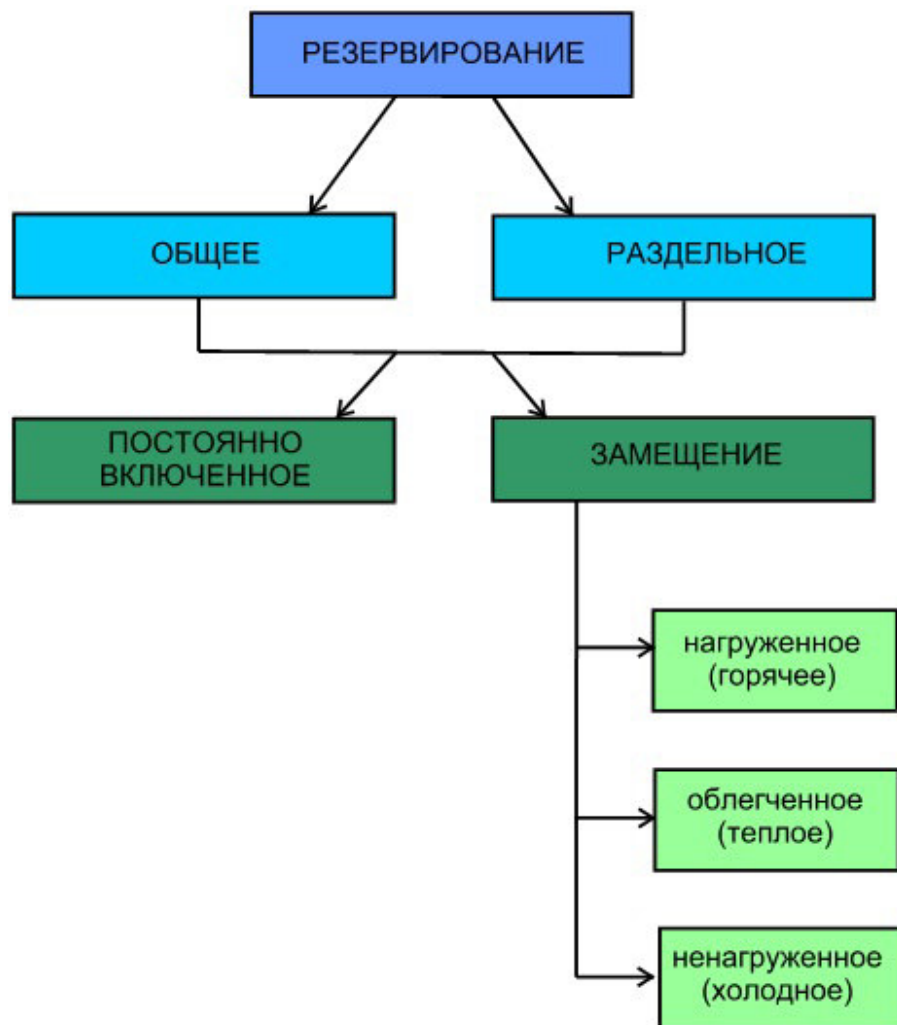 РЕЗЕРВИРОВАНИЕ
ОБЩЕЕ
РАЗДЕЛЬНОЕ
ПОСТОЯННО
ВКЛЮЧЕННОЕ
ЗАМЕЩЕНИЕ
нагруженное
(горячее)
облегченное
(теплое)
ненагруженное
(холодное)